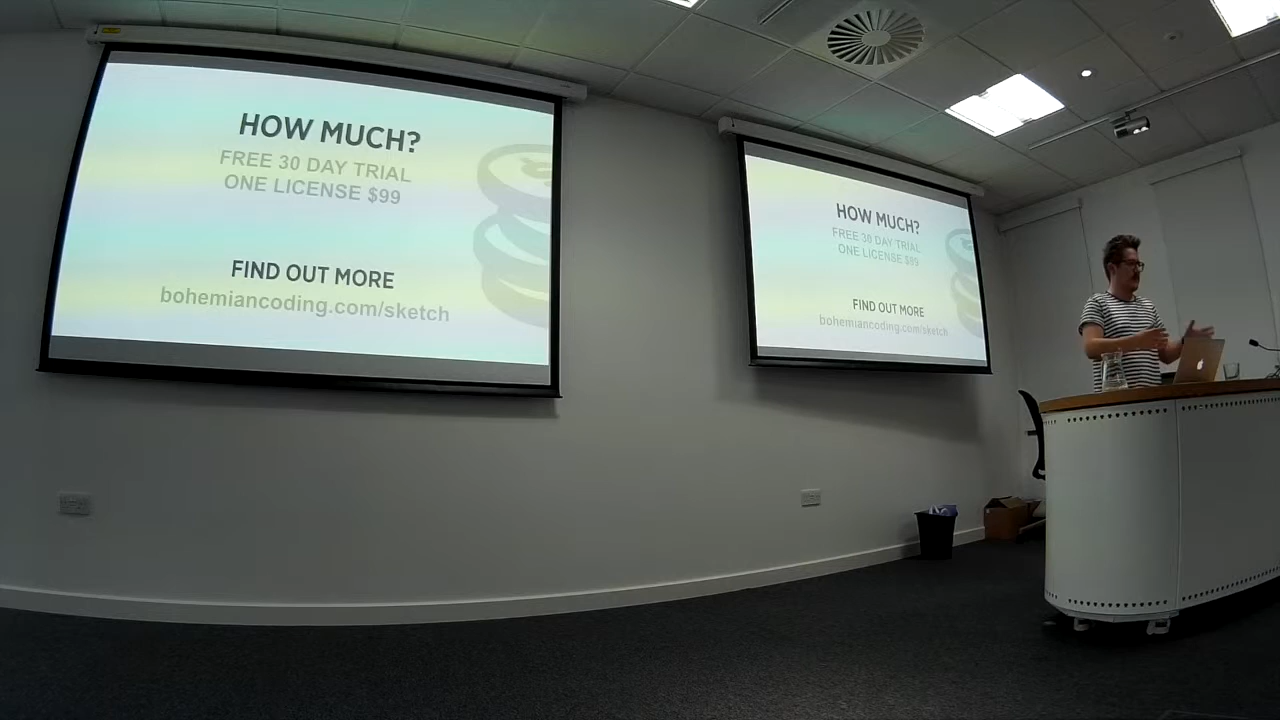 HOW MUCH?
FREE 30 DAY TRIAL
ONE LICENSE $99
FIND OUT MORE
bohemiancoding.com/sketch
HOW MUCH?
FREE 30 DAY TRIAL
ONE LICENSE $99
FIND OUT MORE
bohemiancoding.com/sketch